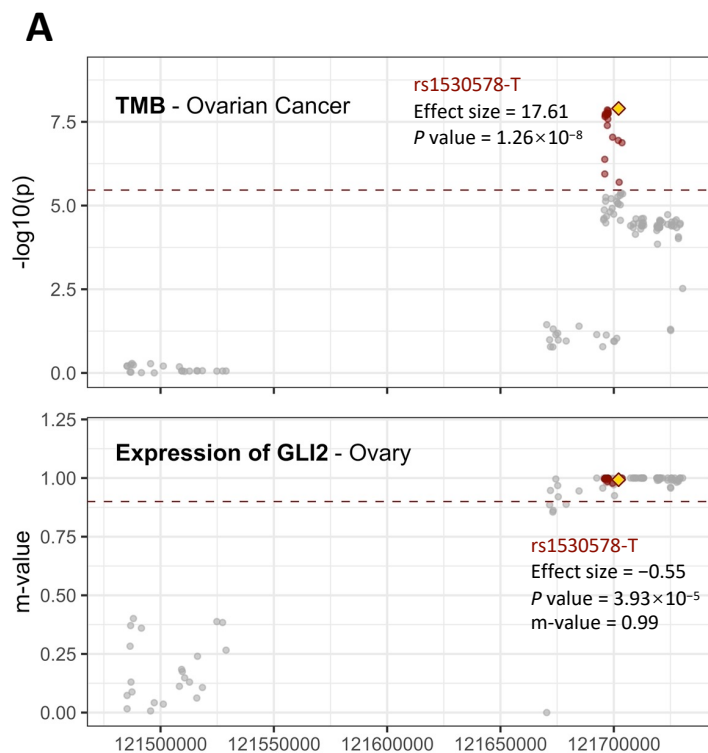 A
TMB - Ovarian Cancer
rs1530578-T
Effect size = 17.61
P value = 1.26×10⁻⁸
-log10(p)
7.5
5.0
2.5
0.0
Expression of GLI2 - Ovary
rs1530578-T
Effect size = −0.55
P value = 3.93×10⁻⁵
m-value = 0.99
m-value
1.25
1.00
0.75
0.50
0.25
0.00
121500000 121550000 121600000 121650000 121700000